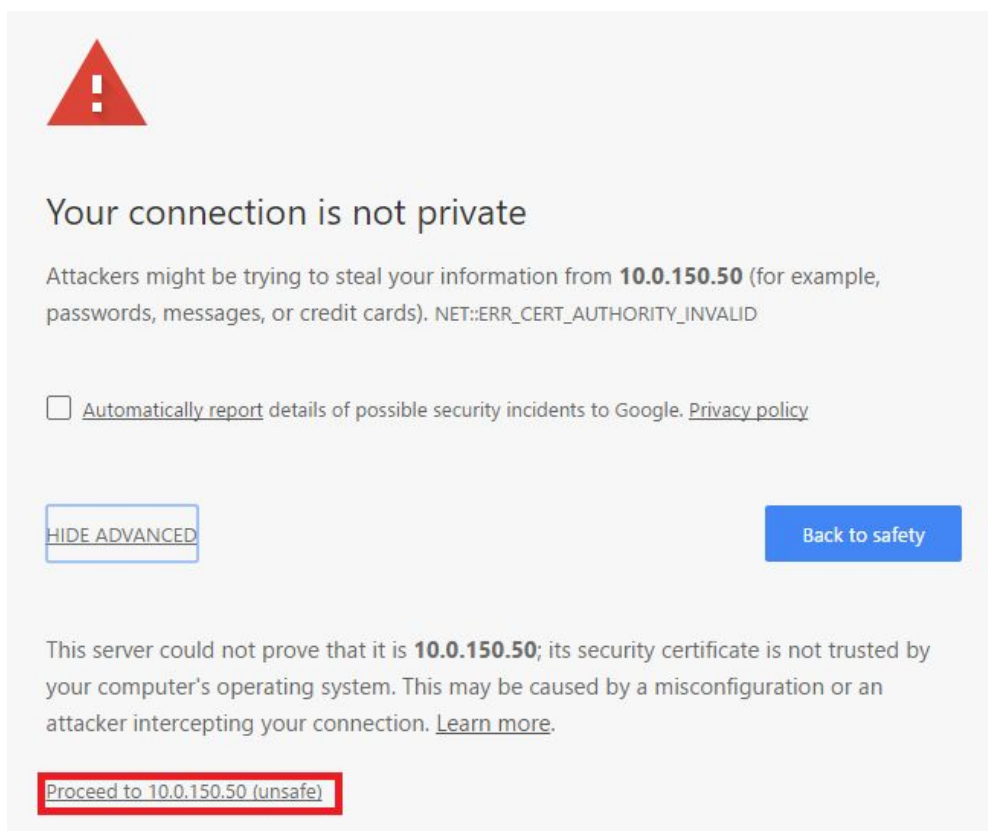 Your connection is not private
Attackers might be trying to steal your information from 10.0.150.50 (for example,
passwords, messages, or credit cards). NET::ERR_CERT_AUTHORITY_INVALID
Automatically report details of possible security incidents to Google. Privacy policy
HIDE ADVANCED
Back to safety
This server could not prove that it is 10.0.150.50; its security certificate is not trusted by
your computer's operating system. This may be caused by a misconfiguration or an
attacker intercepting your connection. Learn more.
Proceed to 10.0.150.50 (unsafe)